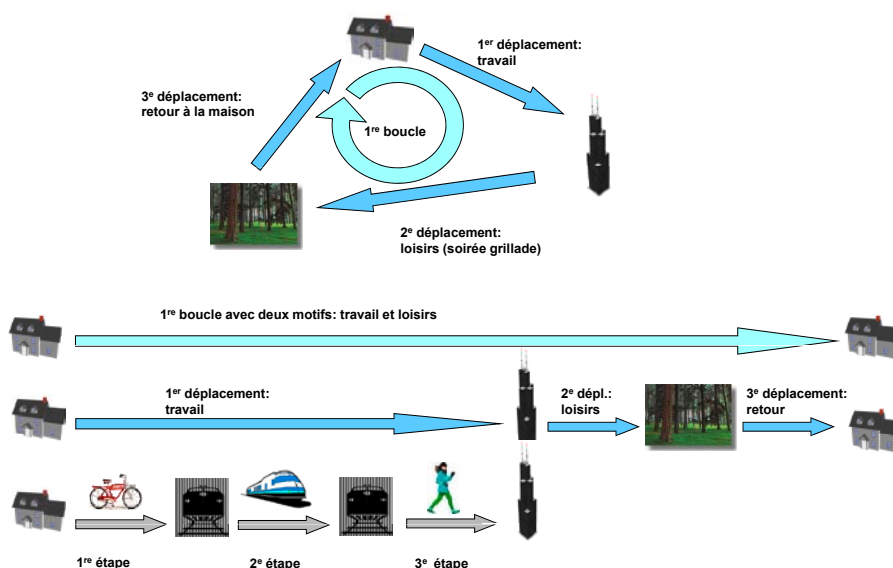 1er déplacement:
travail
3e déplacement:
retour à la maison
1re boucle
2e déplacement:
loisirs (soirée grillade)
1re boucle avec deux motifs: travail et loisirs
1er déplacement:
travail
2e dépl.:
loisirs
3e déplacement:
retour
1re étape
2e étape
3e étape